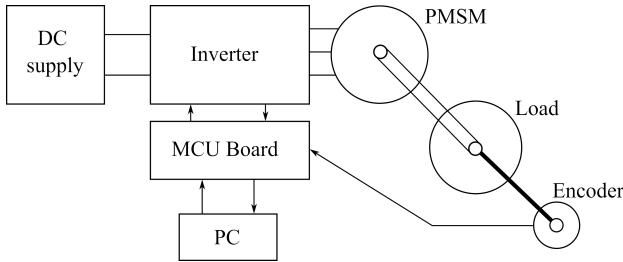 DC
supply
Inverter
PMSM
Load
MCU Board
Encoder
PC